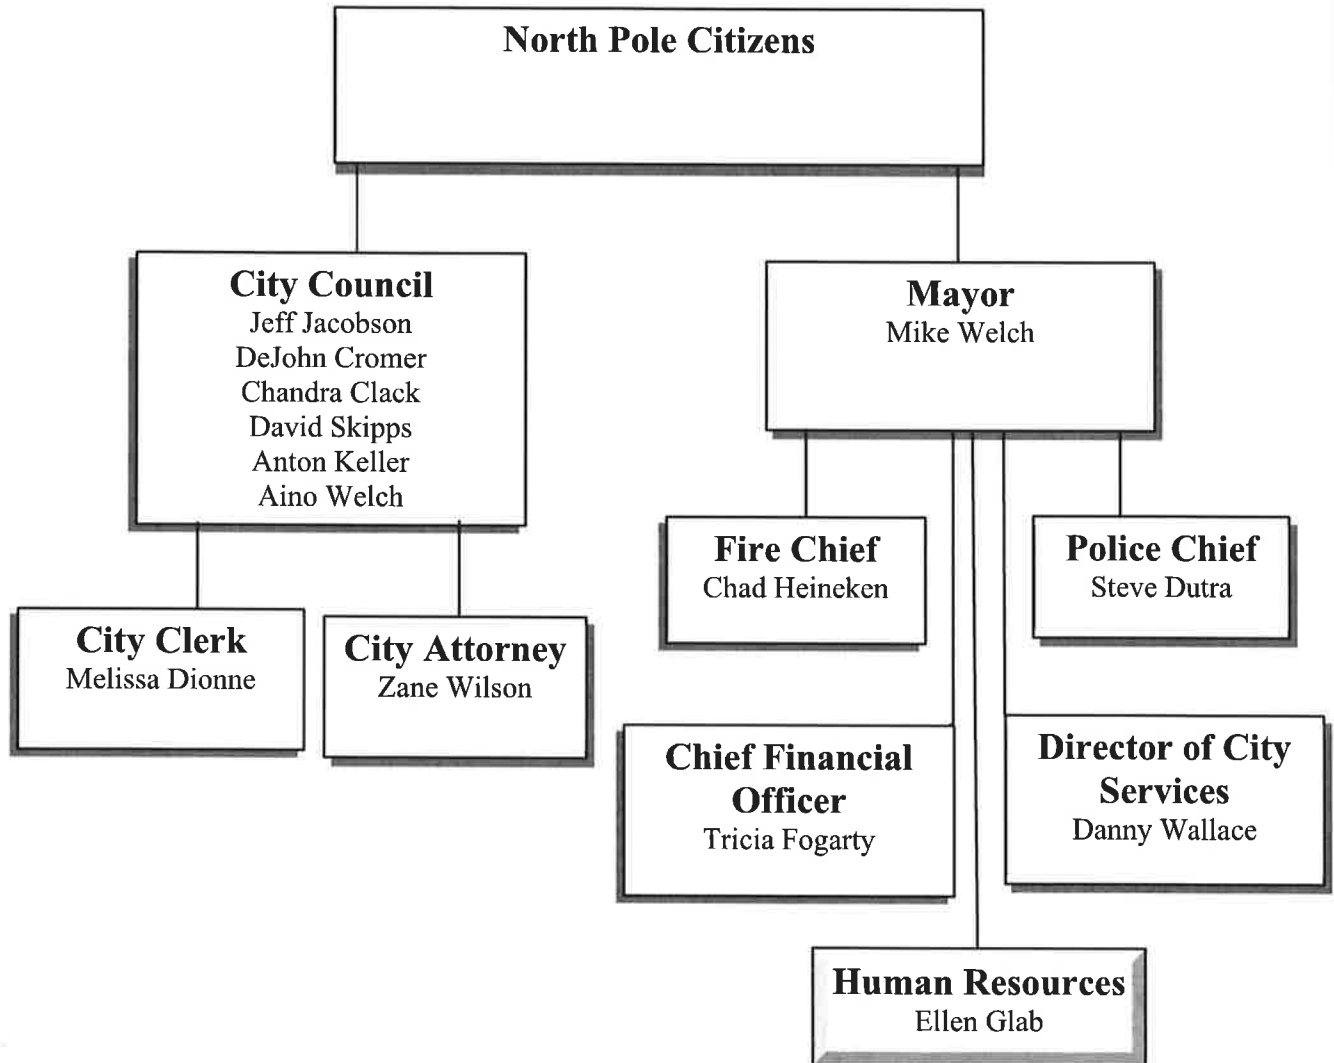 North Pole Citizens
City Council
Jeff Jacobson
DeJohn Cromer
Chandra Clack
David Skipps
Anton Keller
Aino Welch
Mayor
Mike Welch
City Clerk
Melissa Dionne
City Attorney
Zane Wilson
Fire Chief
Chad Heineken
Police Chief
Steve Dutra
Chief Financial
Officer
Tricia Fogarty
Director of City
Services
Danny Wallace
Human Resources
Ellen Glab